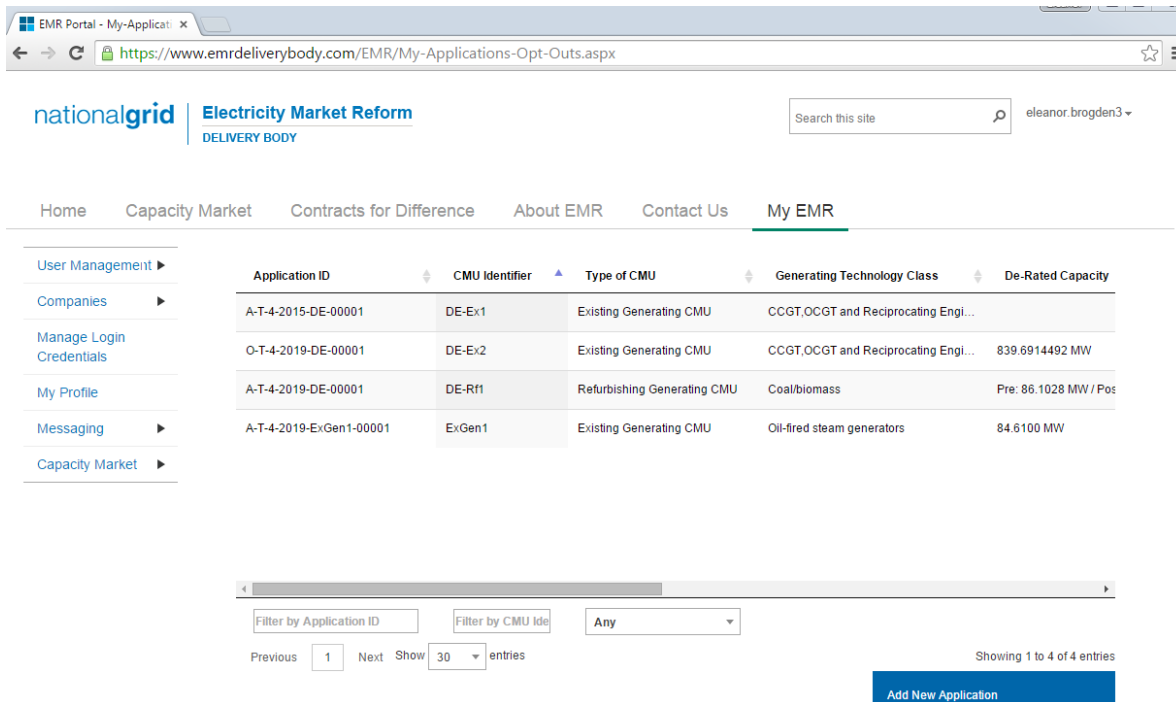 EMR Portal - My-Applicati
https://www.emrdeliverybody.com/EMR/My-Applications-Opt-Outs.aspx
nationalgrid
Electricity Market Reform
DELIVERY BODY
Search this site
eleanor.brogden3
Home Capacity Market Contracts for Difference About EMR Contact Us My EMR
User Management
Companies
Manage Login
Credentials
My Profile
Messaging
Capacity Market
Application ID CMU Identifier Type of CMU Generating Technology Class De-Rated Capacity
A-T-4-2015-DE-00001 DE-Ex1 Existing Generating CMU CCGT,OCGT and Reciprocating Engi...
O-T-4-2019-DE-00001 DE-Ex2 Existing Generating CMU CCGT,OCGT and Reciprocating Engi... 839.6914492 MW
A-T-4-2019-DE-00001 DE-Rf1 Refurbishing Generating CMU Coal/biomass Pre: 86.1028 MW / Pos
A-T-4-2019-ExGen1-00001 ExGen1 Existing Generating CMU Oil-fired steam generators 84.6100 MW
Filter by Application ID Filter by CMU Ide Any
Previous 1 Next Show 30 entries Showing 1 to 4 of 4 entries
Add New Application